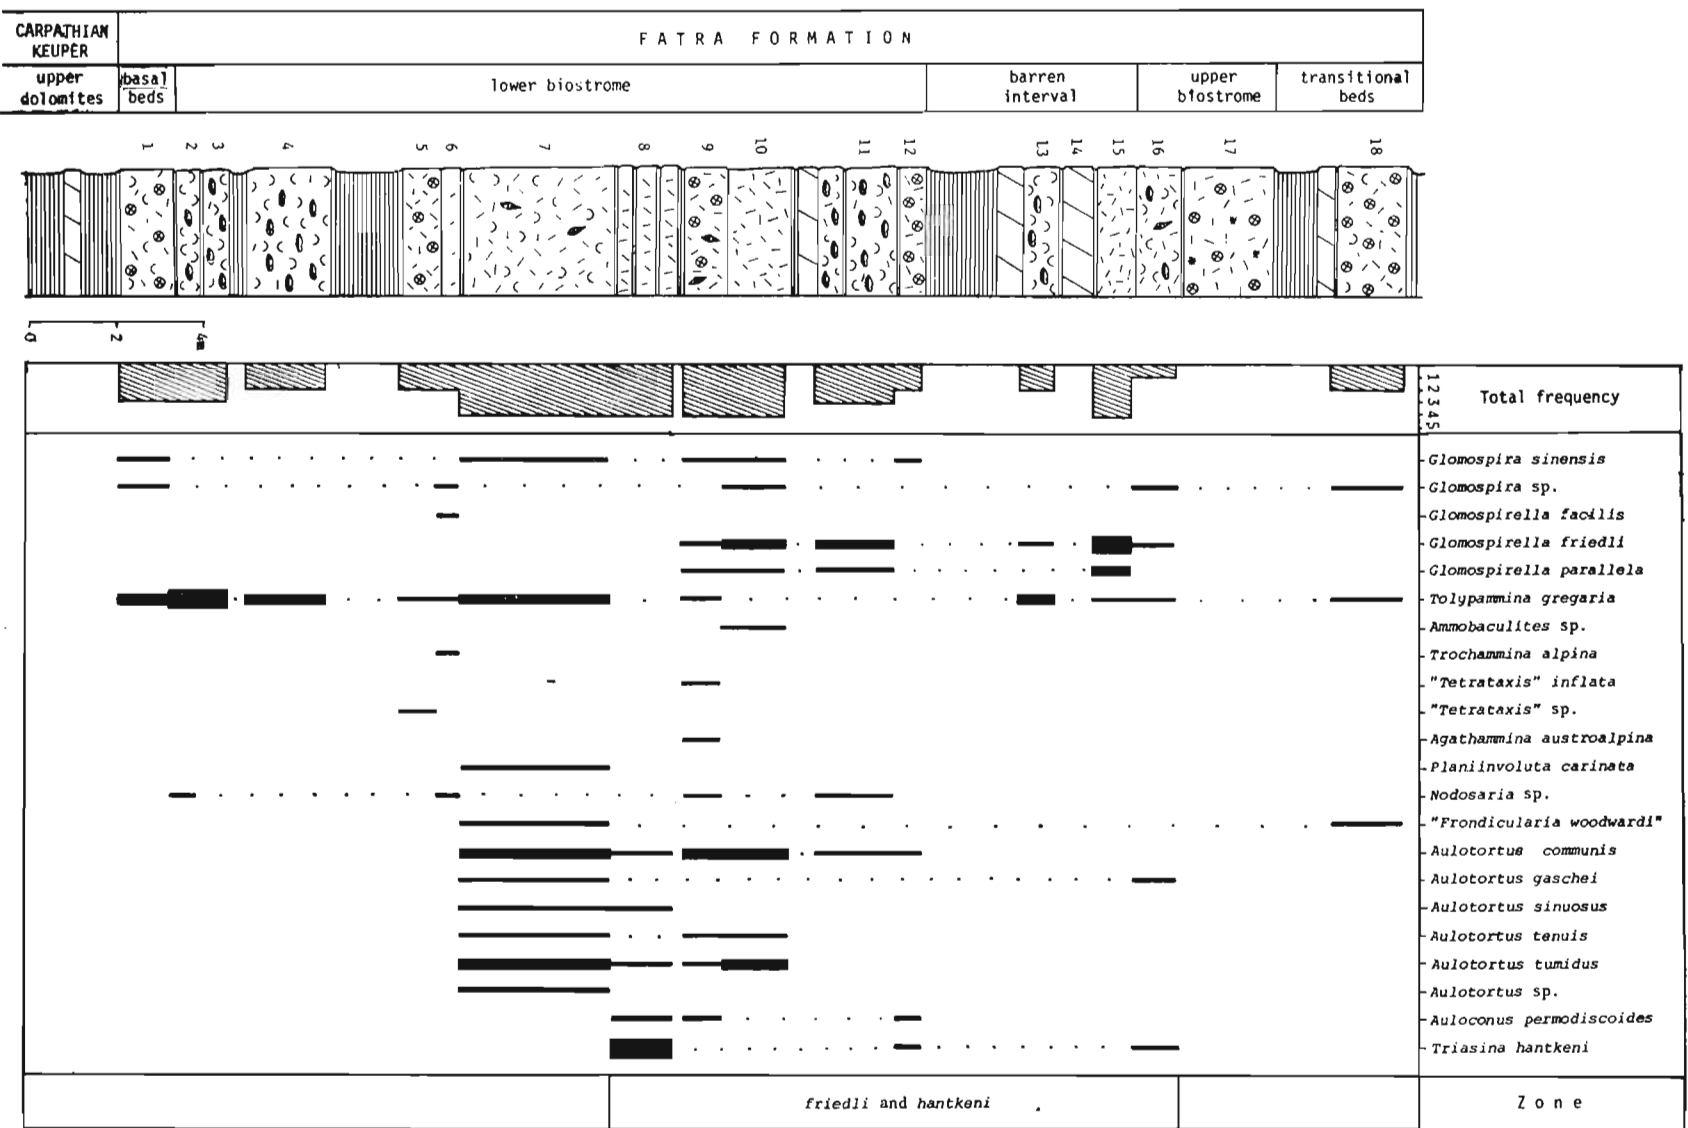 CARPATHIAN
KEUPER
FATRA FORMATION
upper
dolomites
basal
beds
lower biostrome
barren
interval
upper
biostrome
transitional
beds
1 2 3 4 5 6 7 8 9 10 11 12 13 14 15 16 17 18
0 2 4m
1 2 3 4 5
Total frequency
Glomospira sinensis
Glomospira sp.
Glomospirella facilis
Glomospirella friedli
Glomospirella parallela
Tolypammina gregaria
Ammobaculites sp.
Trochammina alpina
"Tetrataxis" inflata
"Tetrataxis" sp.
Agathammina austroalpina
Planiinvoluta carinata
Nodosaria sp.
"Frondicularia woodwardi"
Aulotortus communis
Aulotortus gaschei
Aulotortus sinuosus
Aulotortus tenuis
Aulotortus tumidus
Aulotortus sp.
Auloconus permodiscoides
Triasina hantkeni
friedli and hantkeni
Zone